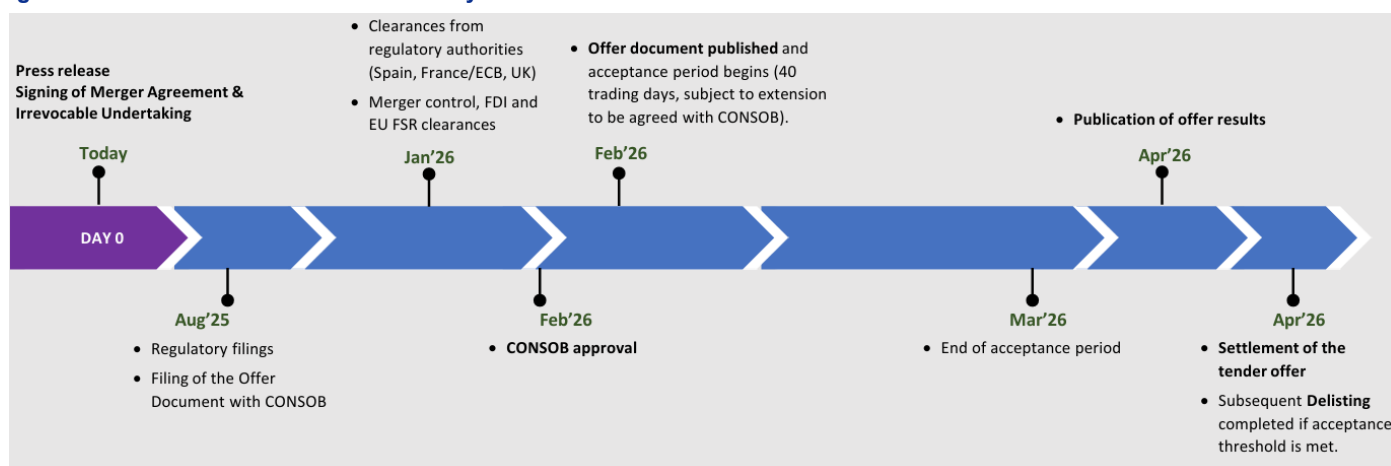 Press release
Signing of Merger Agreement &
Irrevocable Undertaking
Today
• Clearances from
regulatory authorities
(Spain, France/ECB, UK)
• Merger control, FDI and
EU FSR clearances
Jan’26
• Offer document published and
acceptance period begins (40
trading days, subject to extension
to be agreed with CONSOB).
Feb’26
• Publication of offer results
Apr’26
DAY 0
Aug’25
• Regulatory filings
• Filing of the Offer
Document with CONSOB
Feb’26
• CONSOB approval
Mar’26
• End of acceptance period
Apr’26
• Settlement of the
tender offer
• Subsequent Delisting
completed if acceptance
threshold is met.